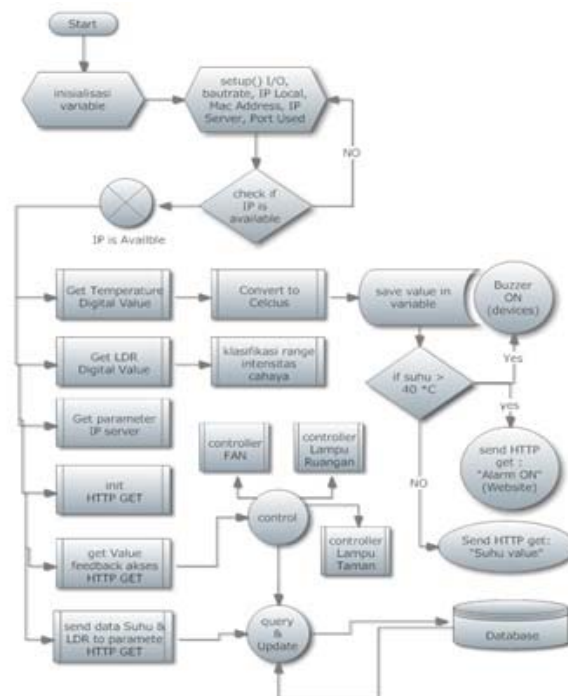 Start
inisialisasi
variable
setup() I/O,
bautrate, IP Local,
Mac Address, IP
Server, Port Used
NO
check if
IP is
available
IP is Availble
Get Temperature
Digital Value
Convert to
Celcius
save value in
variable
Buzzer
ON
(devices)
Get LDR
Digital Value
klasifikasi range
intensitas
cahaya
if suhu >
40 °C
Yes
yes
Get parameter
IP server
controller
FAN
controller
Lampu
Ruangan
send HTTP
get :
"Alarm ON"
(Website)
init
HTTP GET
control
NO
get Value
feedback akses
HTTP GET
controller
Lampu
Taman
Send HTTP get:
"Suhu value"
send data Suhu &
LDR to paramete
HTTP GET
query
&
Update
Database